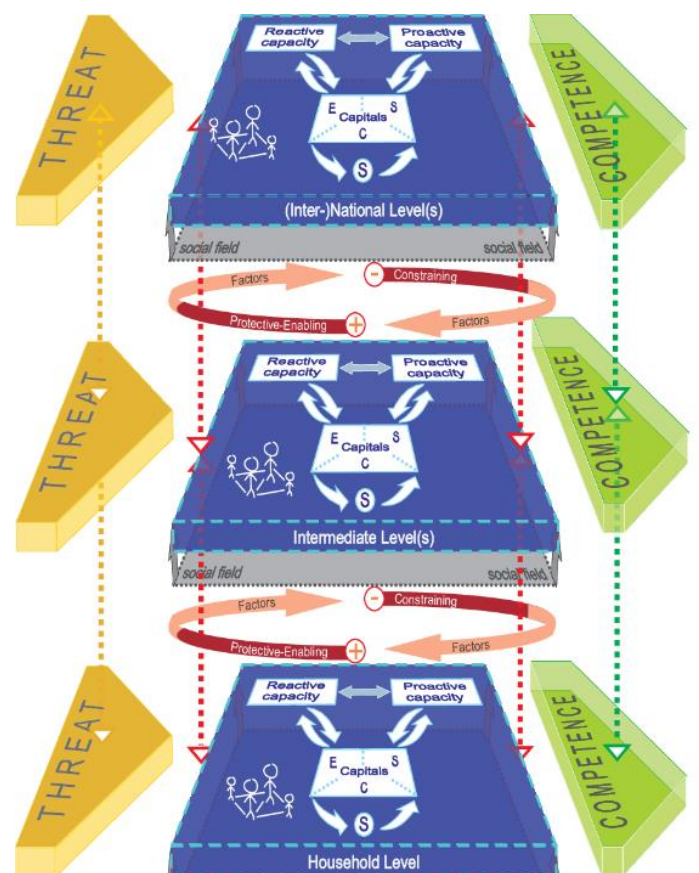 THREAT
Reactive
capacity
Proactive
capacity
E
S
Capitals
C
S
COMPETENCE
(Inter-)National Level(s)
social field
social field
Factors
- Constraining
Protective-Enabling +
Factors
THREAT
Reactive
capacity
Proactive
capacity
E
S
Capitals
C
S
COMPETENCE
Intermediate Level(s)
social field
social field
Factors
- Constraining
Protective-Enabling +
Factors
THREAT
Reactive
capacity
Proactive
capacity
E
S
Capitals
C
S
COMPETENCE
Household Level